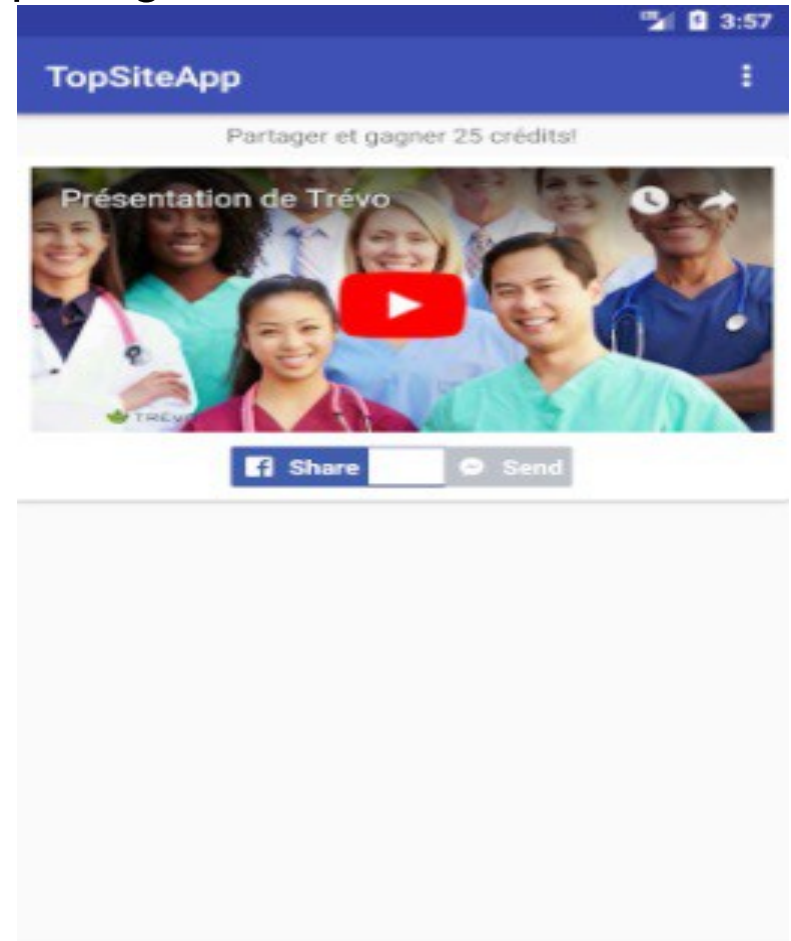 3:57
TopSiteApp
Partager et gagner 25 crédits!
Présentation de Trévo
Share
Send